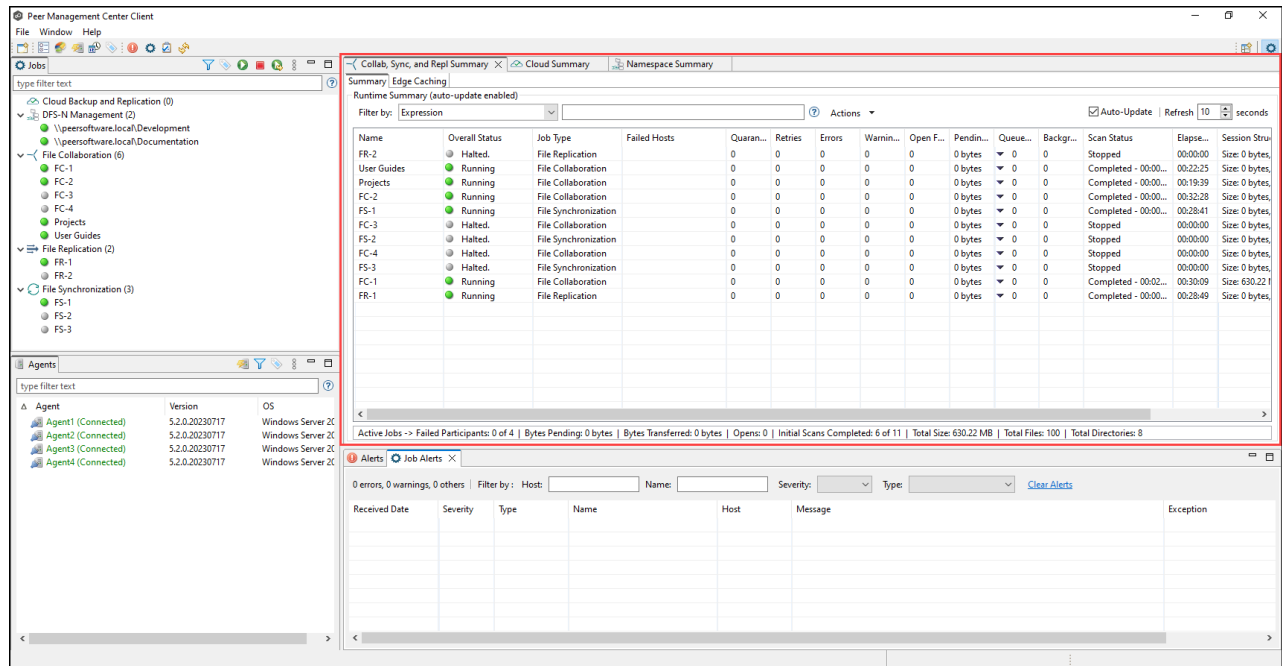 Peer Management Center Client
File Window Help
Jobs
type filter text
Cloud Backup and Replication (0)
DFS-N Management (2)
\\peersoftware.local\Development
\\peersoftware.local\Documentation
File Collaboration (6)
FC-1
FC-2
FC-3
FC-4
Projects
User Guides
File Replication (2)
FR-1
FR-2
File Synchronization (3)
FS-1
FS-2
FS-3
Agents
type filter text
Agent Version OS
Agent1 (Connected) 5.2.0.20230717 Windows Server 20
Agent2 (Connected) 5.2.0.20230717 Windows Server 20
Agent3 (Connected) 5.2.0.20230717 Windows Server 20
Agent4 (Connected) 5.2.0.20230717 Windows Server 20
Collab, Sync, and Repl Summary Cloud Summary Namespace Summary
Summary Edge Caching
Runtime Summary (auto-update enabled)
Filter by: Expression Actions Auto-Update Refresh 10 seconds
Name Overall Status Job Type Failed Hosts Quaran... Retries Errors Warnin... Open F... Pendin... Queue... Backgr... Scan Status Elapse... Session Stru
FR-2 Halted. File Replication 0 0 0 0 0 0 bytes 0 0 Stopped 00:00:00 Size: 0 bytes,
User Guides Running File Collaboration 0 0 0 0 0 0 bytes 0 0 Completed - 00:00... 00:22:25 Size: 0 bytes,
Projects Running File Collaboration 0 0 0 0 0 0 bytes 0 0 Completed - 00:00... 00:19:39 Size: 0 bytes,
FC-2 Running File Collaboration 0 0 0 0 0 0 bytes 0 0 Completed - 00:00... 00:32:28 Size: 0 bytes,
FS-1 Running File Synchronization 0 0 0 0 0 0 bytes 0 0 Completed - 00:00... 00:28:41 Size: 0 bytes,
FC-3 Halted. File Collaboration 0 0 0 0 0 0 bytes 0 0 Stopped 00:00:00 Size: 0 bytes,
FS-2 Halted. File Synchronization 0 0 0 0 0 0 bytes 0 0 Stopped 00:00:00 Size: 0 bytes,
FC-4 Halted. File Collaboration 0 0 0 0 0 0 bytes 0 0 Stopped 00:00:00 Size: 0 bytes,
FS-3 Halted. File Synchronization 0 0 0 0 0 0 bytes 0 0 Stopped 00:00:00 Size: 0 bytes,
FC-1 Running File Collaboration 0 0 0 0 0 0 bytes 0 0 Completed - 00:02... 00:30:09 Size: 630.22
FR-1 Running File Replication 0 0 0 0 0 0 bytes 0 0 Completed - 00:00... 00:28:49 Size: 0 bytes,
Active Jobs -> Failed Participants: 0 of 4 | Bytes Pending: 0 bytes | Bytes Transferred: 0 bytes | Opens: 0 | Initial Scans Completed: 6 of 11 | Total Size: 630.22 MB | Total Files: 100 | Total Directories: 8
Alerts Job Alerts
0 errors, 0 warnings, 0 others Filter by : Host: Name: Severity: Type: Clear Alerts
Received Date Severity Type Name Host Message Exception